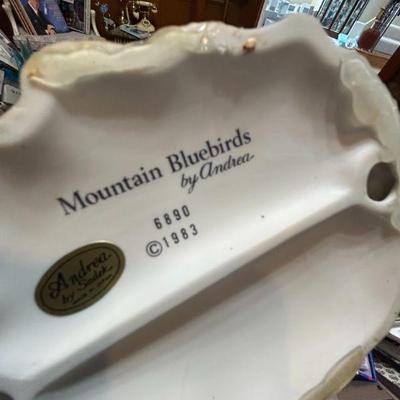 Mountain Bluebirds
by Andrea
6890
©1983
Andrea
by Sadek